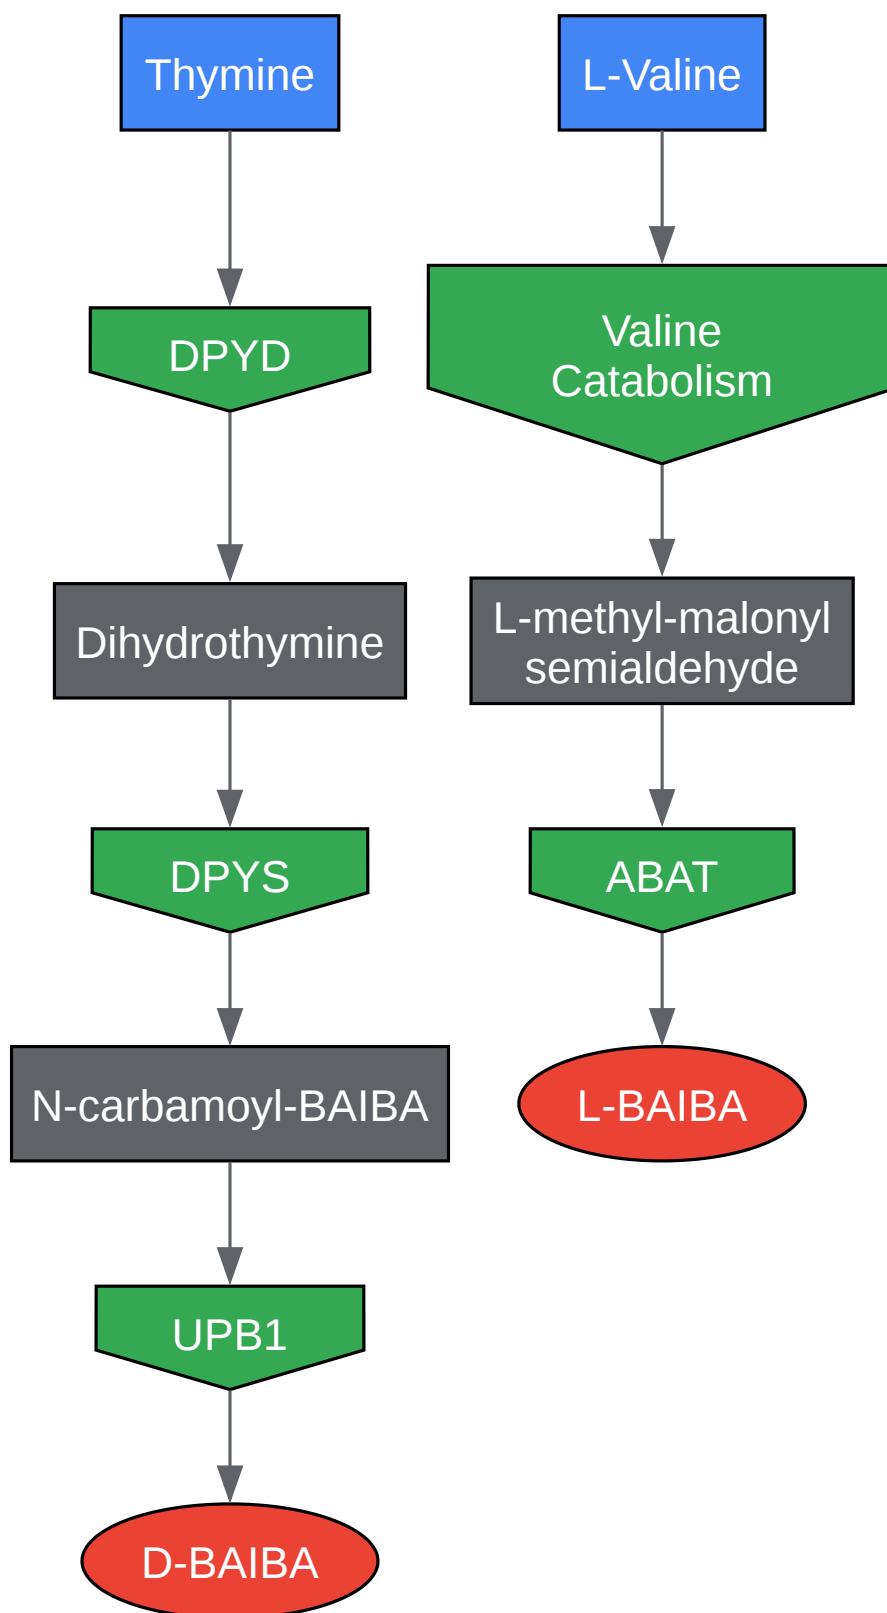 Thymine
L-Valine
DPYD
Valine
Catabolism
Dihydrothymine
L-methyl-malonyl
semialdehyde
DPYS
ABAT
N-carbamoyl-BAIBA
L-BAIBA
UPB1
D-BAIBA